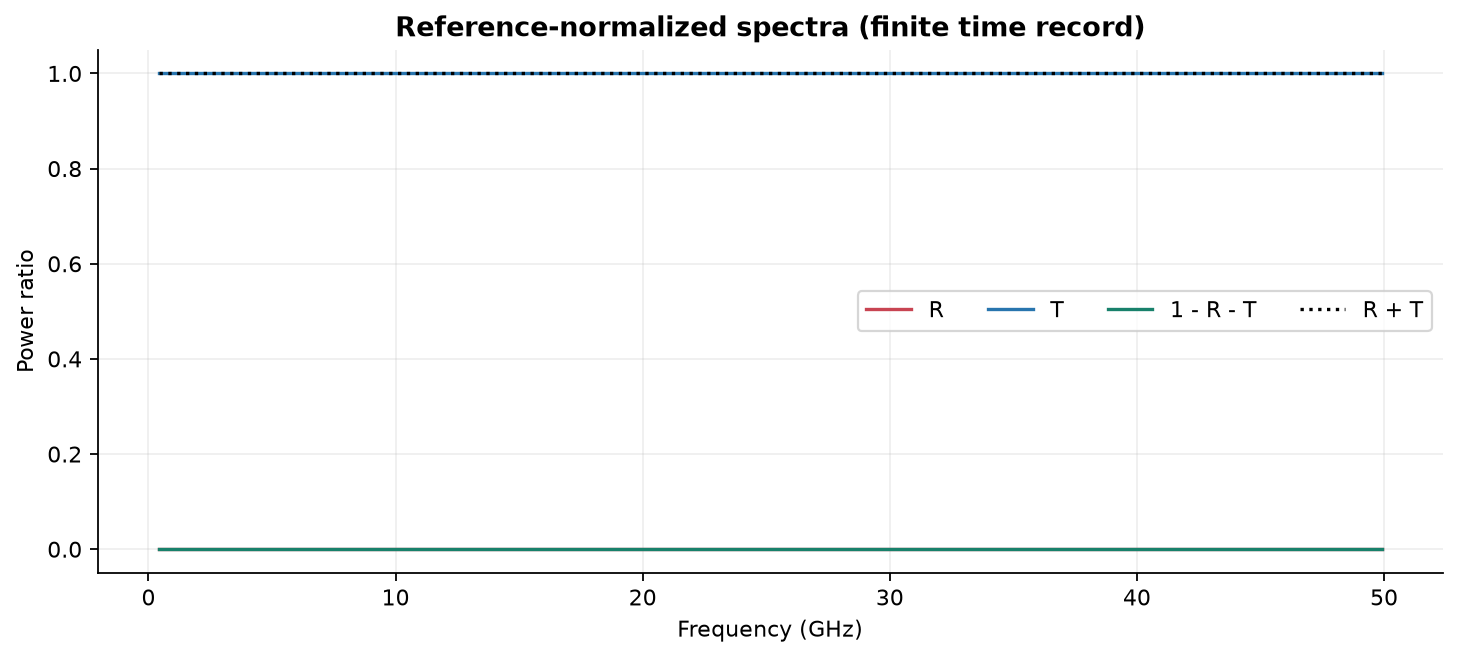 Reference-normalized spectra (finite time record)
1.0
0.8
0.6
0.4
0.2
0.0
Power ratio
R T 1 - R - T R + T
0 10 20 30 40 50
Frequency (GHz)